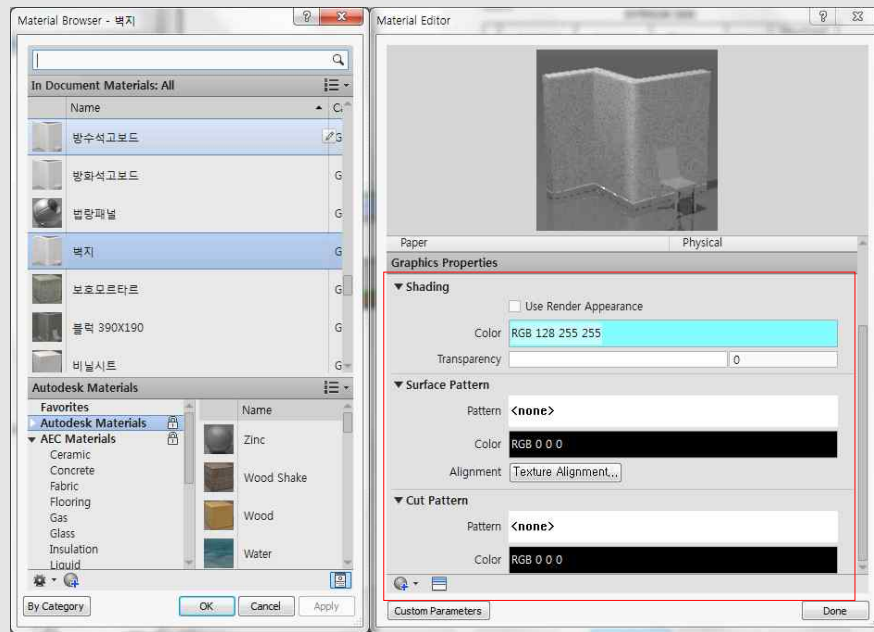 Material Browser - 벽지
In Document Materials: All
Name
방수석고보드
G
방화석고보드
G
법랑패널
G
벽지
G
보호모르타르
G
블럭 390X190
G
비닐시트
G
Autodesk Materials
Favorites
Autodesk Materials
AEC Materials
Ceramic
Concrete
Fabric
Flooring
Gas
Glass
Insulation
Liquid
Name
Zinc
Wood Shake
Wood
Water
By Category
OK
Cancel
Apply
Material Editor
Paper
Physical
Graphics Properties
Shading
Use Render Appearance
Color
RGB 128 255 255
Transparency
0
Surface Pattern
Pattern
<none>
Color
RGB 0 0 0
Alignment
Texture Alignment...
Cut Pattern
Pattern
<none>
Color
RGB 0 0 0
Custom Parameters
Done